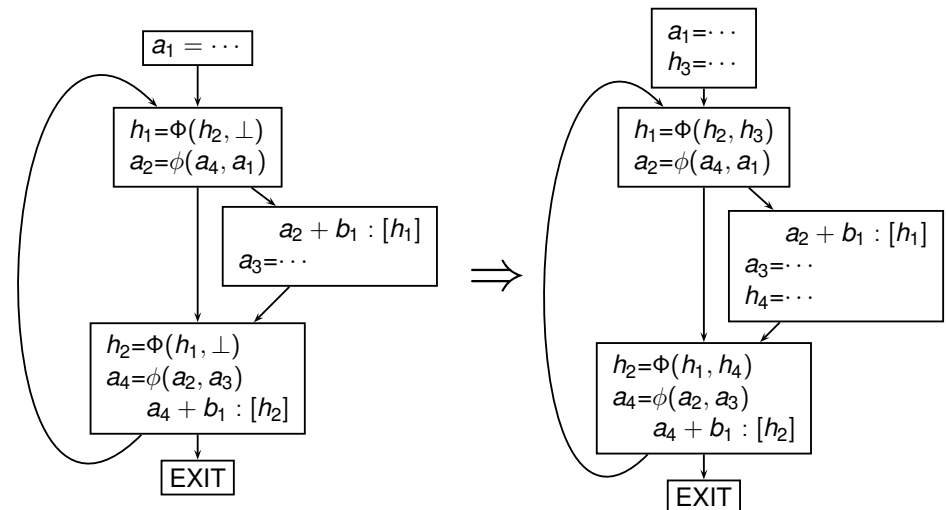 a₁ = ···
h₁=Φ(h₂, ⊥)
a₂=ϕ(a₄, a₁)
a₂ + b₁ : [h₁]
a₃=···
h₂=Φ(h₁, ⊥)
a₄=ϕ(a₂, a₃)
a₄ + b₁ : [h₂]
EXIT
⇒
a₁=···
h₃=···
h₁=Φ(h₂, h₃)
a₂=ϕ(a₄, a₁)
a₂ + b₁ : [h₁]
a₃=···
h₄=···
h₂=Φ(h₁, h₄)
a₄=ϕ(a₂, a₃)
a₄ + b₁ : [h₂]
EXIT